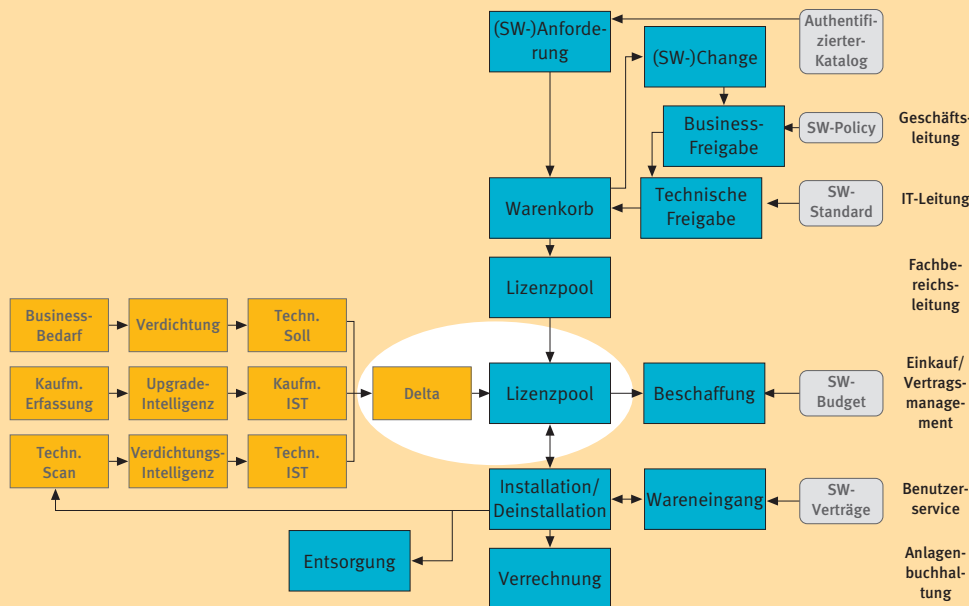 (SW-)Anforde-
rung
Authentifi-
zierter-
Katalog
(SW-)Change
Business-
Freigabe
SW-Policy
Geschäfts-
leitung
Warenkorb
Technische
Freigabe
SW-
Standard
IT-Leitung
Lizenzpool
Fachbe-
reichs-
leitung
Business-
Bedarf
Verdichtung
Techn.
Soll
Kaufm.
Erfassung
Upgrade-
Intelligenz
Kaufm.
IST
Delta
Lizenzpool
Beschaffung
SW-
Budget
Einkauf/
Vertrags-
manage-
ment
Techn.
Scan
Verdichtungs-
Intelligenz
Techn.
IST
Installation/
Deinstallation
Wareneingang
SW-
Verträge
Benutzer-
service
Entsorgung
Verrechnung
Anlagen-
buchhal-
tung